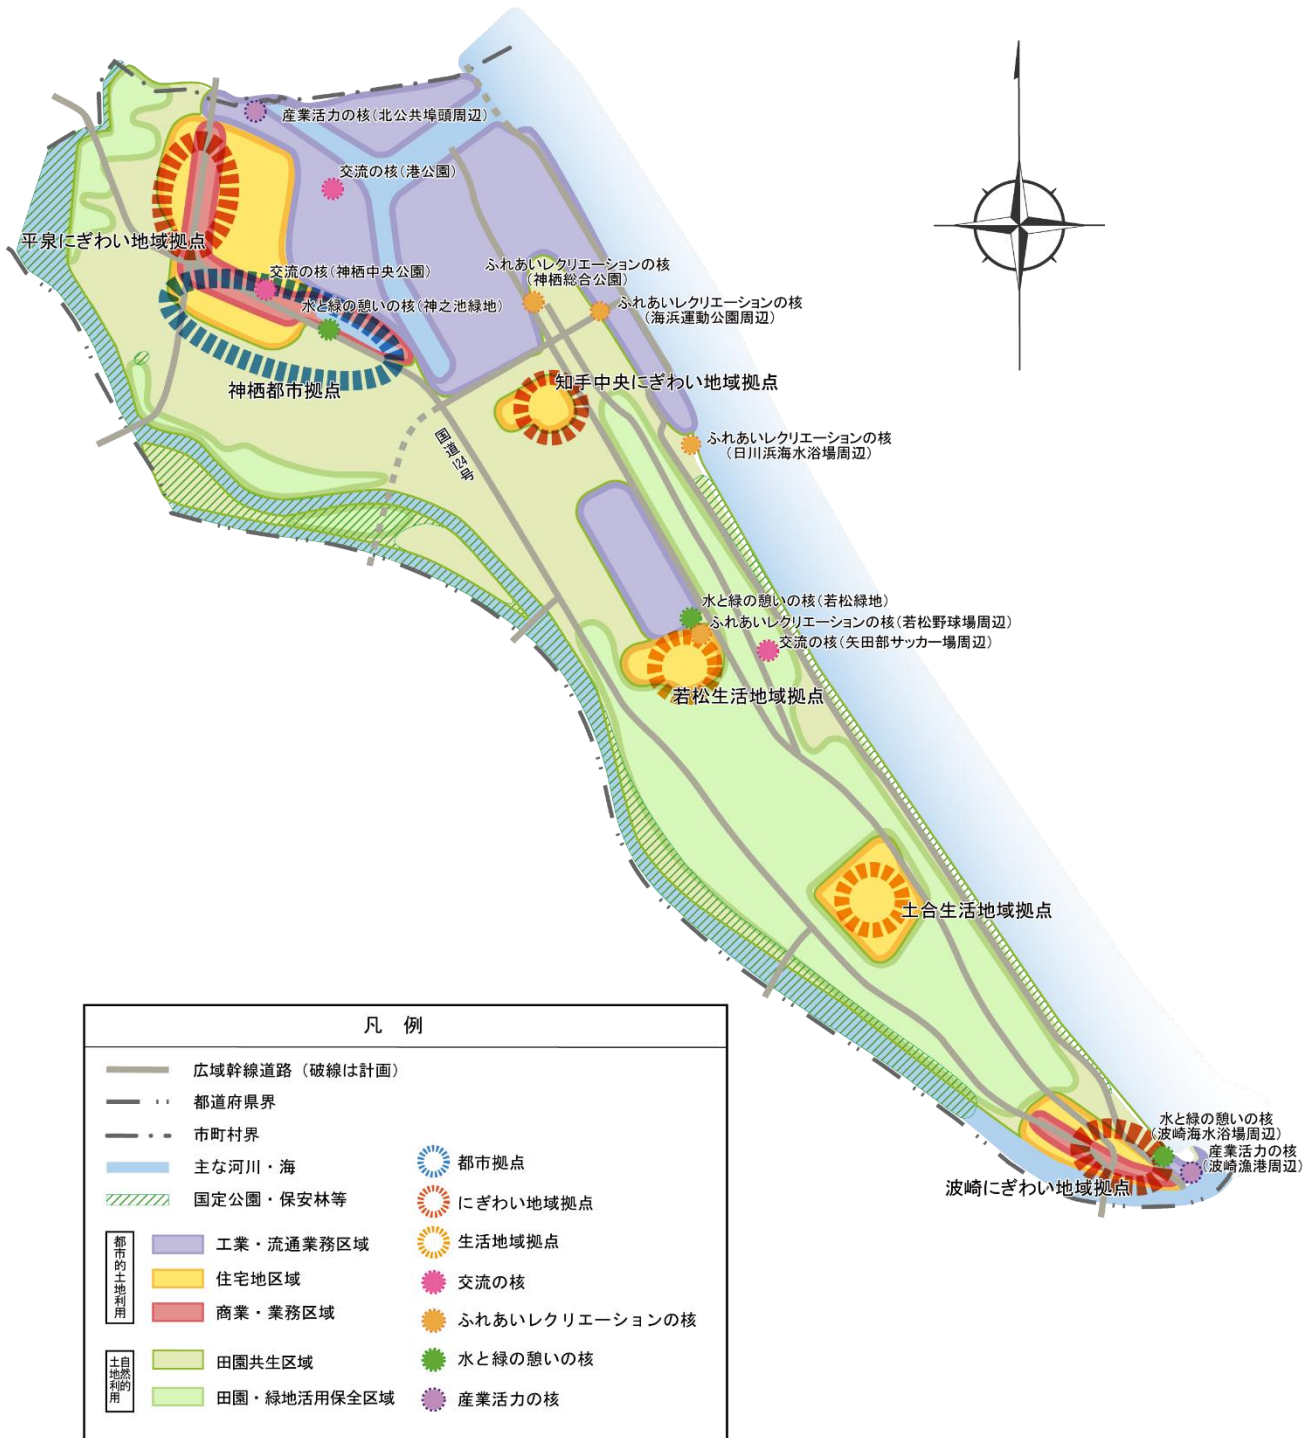 産業活力の核(北公共埠頭周辺)
交流の核(港公園)
平泉にぎわい地域拠点
交流の核(神栖中央公園)
水と緑の憩いの核(神之池緑地)
神栖都市拠点
ふれあいレクリエーションの核
(神栖総合公園)
ふれあいレクリエーションの核
(海浜運動公園周辺)
知手中央にぎわい地域拠点
国道124号
ふれあいレクリエーションの核
(日川浜海水浴場周辺)
水と緑の憩いの核(若松緑地)
ふれあいレクリエーションの核(若松野球場周辺)
交流の核(矢田部サッカー場周辺)
若松生活地域拠点
土合生活地域拠点
水と緑の憩いの核
(波崎海水浴場周辺)
産業活力の核
(波崎漁港周辺)
波崎にぎわい地域拠点
凡 例
広域幹線道路(破線は計画)
都道府県界
市町村界
主な河川・海
国定公園・保安林等
都市的土地利用
工業・流通業務区域
住宅地区域
商業・業務区域
自然的
土地利用
田園共生区域
田園・緑地活用保全区域
都市拠点
にぎわい地域拠点
生活地域拠点
交流の核
ふれあいレクリエーションの核
水と緑の憩いの核
産業活力の核